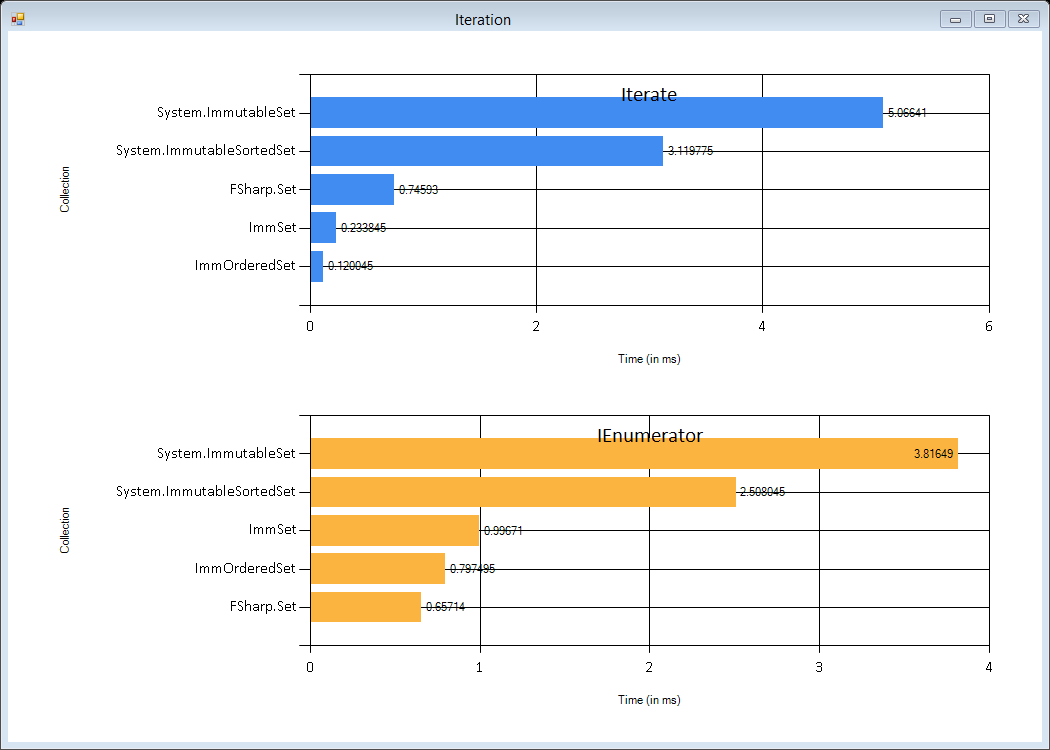 Iteration
Iterate
Collection
System.ImmutableSet
5.06641
System.ImmutableSortedSet
3.119775
FSharp.Set
0.74593
ImmSet
0.233845
ImmOrderedSet
0.120045
0 2 4 6
Time (in ms)
IEnumerator
Collection
System.ImmutableSet
3.81649
System.ImmutableSortedSet
2.508045
ImmSet
0.99671
ImmOrderedSet
0.797495
FSharp.Set
0.65714
0 1 2 3 4
Time (in ms)